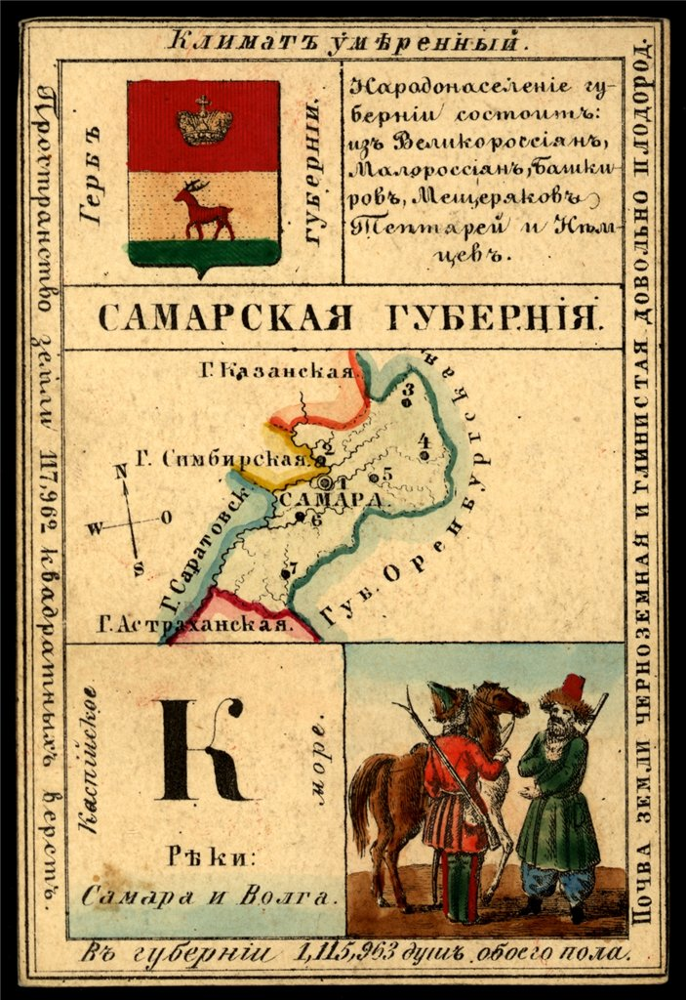 Климатъ умѣренный.
Пространство земли 117,962 квадратныхъ верстъ.
Гербъ
губерніи.
Народонаселеніе гу-
берніи состоитъ:
изъ Великороссіянъ,
Малороссіянъ, Башки-
ровъ, Мещеряковъ,
Тептярей и Нѣм-
цевъ.
САМАРСКАЯ ГУБЕРНІЯ.
Г. Казанская.
Г. Симбирская.
Г. Саратовск
Г. Астраханская.
Губ. Оренбургская.
САМАРА.
1
2
3
4
5
6
7
N
W
O
S
Каспійское
море.
К
Рѣки:
Самара и Волга.
Въ губерніи 1,115,963 душъ обоего пола.
ПОЧВА ЗЕМЛИ ЧЕРНОЗЕМНАЯ И ГЛИНИСТАЯ ДОВОЛЬНО ПЛОДОРОД.